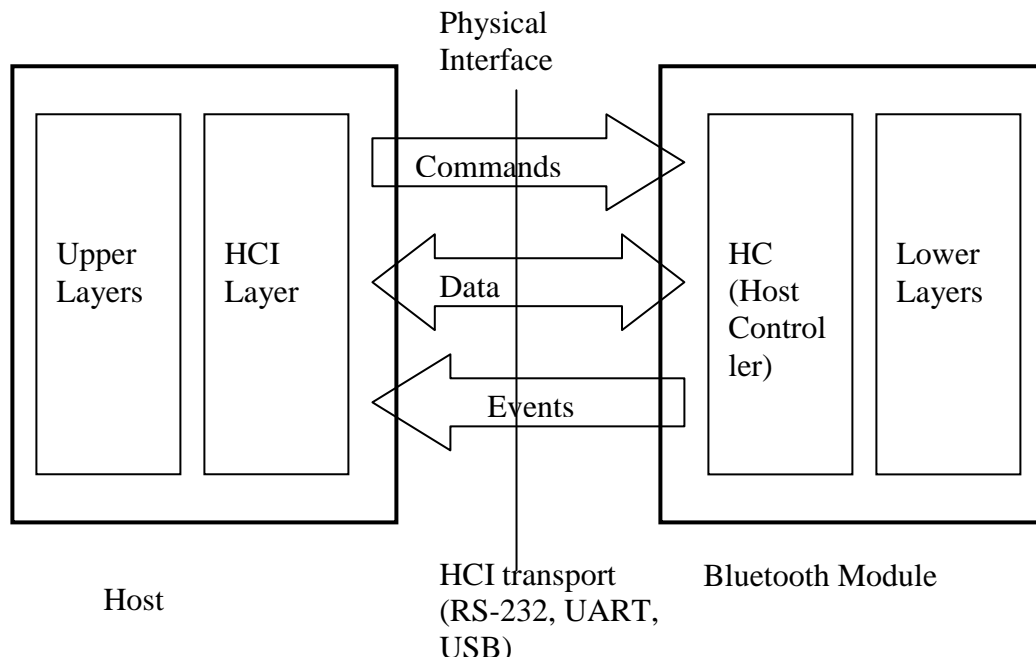 Physical
Interface
Commands
Upper
Layers
HCI
Layer
Data
HC
(Host
Control
ler)
Lower
Layers
Events
Host
HCI transport
(RS-232, UART,
USB)
Bluetooth Module